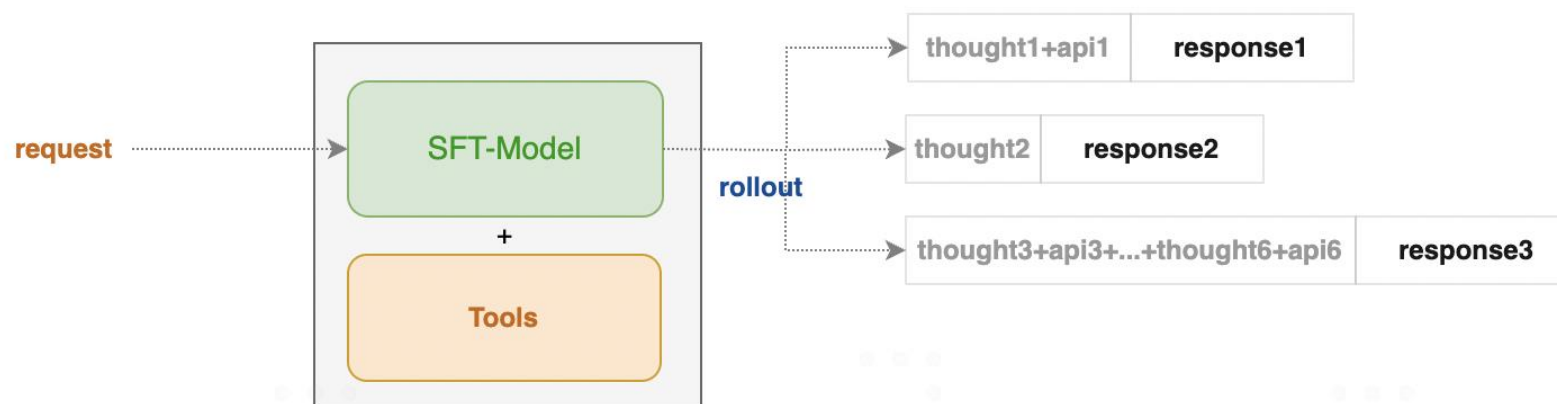 thought1+api1 response1
request
SFT-Model
thought2 response2
rollout
+
thought3+api3+...+thought6+api6 response3
Tools